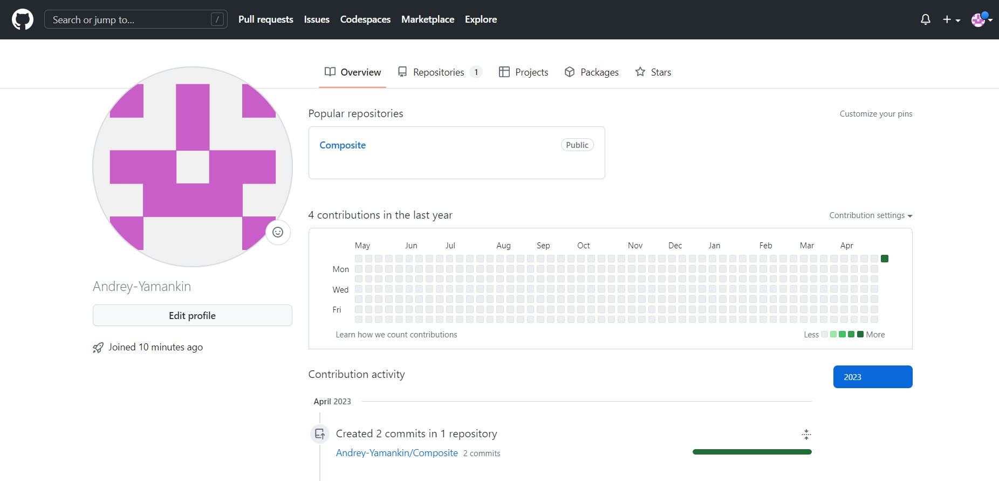 Search or jump to... / Pull requests Issues Codespaces Marketplace Explore
Overview Repositories 1 Projects Packages Stars
Popular repositories Customize your pins
Composite Public
4 contributions in the last year Contribution settings
May Jun Jul Aug Sep Oct Nov Dec Jan Feb Mar Apr
Mon
Wed
Fri
Learn how we count contributions Less More
Andrey-Yamankin
Edit profile
Joined 10 minutes ago
Contribution activity 2023
April 2023
Created 2 commits in 1 repository
Andrey-Yamankin/Composite 2 commits